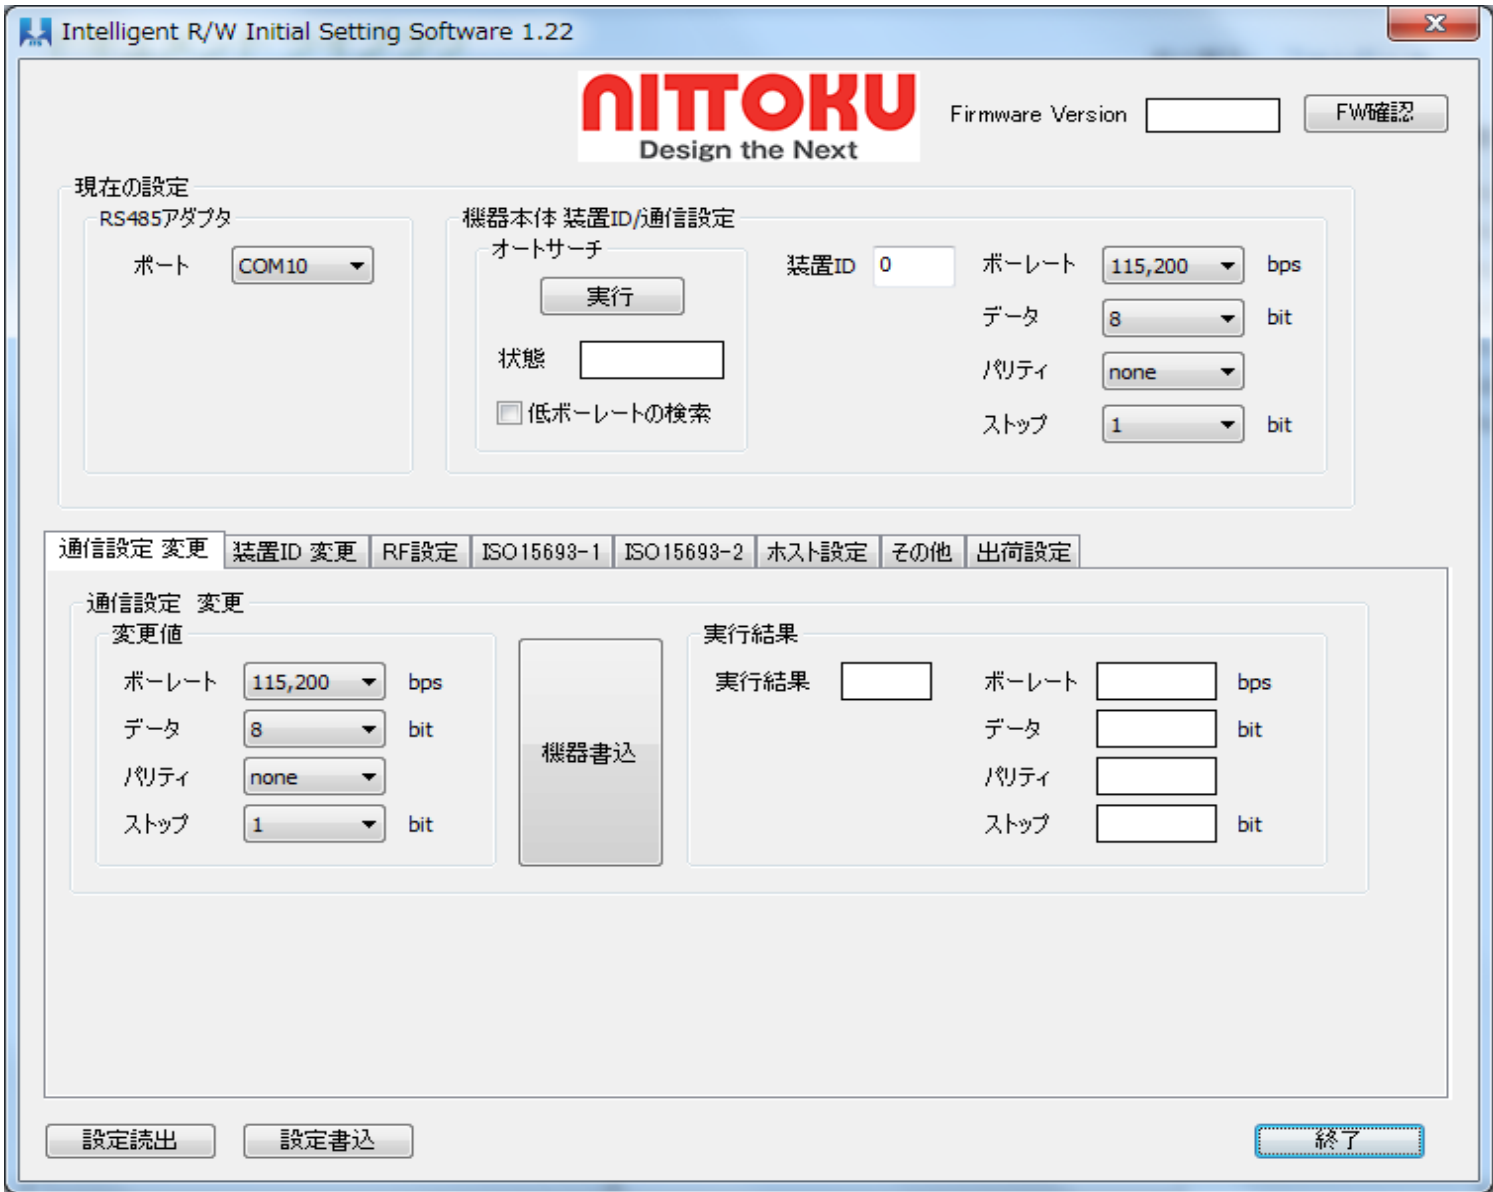 Intelligent R/W Initial Setting Software 1.22
NITTOKU
Design the Next
Firmware Version
FW確認
現在の設定
RS485アダプタ
ポート COM10
機器本体 装置ID/通信設定
オートサーチ
実行
状態
低ボーレートの検索
装置ID 0
ボーレート 115,200 bps
データ 8 bit
パリティ none
ストップ 1 bit
通信設定 変更 装置ID 変更 RF設定 ISO15693-1 ISO15693-2 ホスト設定 その他 出荷設定
通信設定 変更
変更値
ボーレート 115,200 bps
データ 8 bit
パリティ none
ストップ 1 bit
機器書込
実行結果
実行結果
ボーレート bps
データ bit
パリティ
ストップ bit
設定読出 設定書込 終了